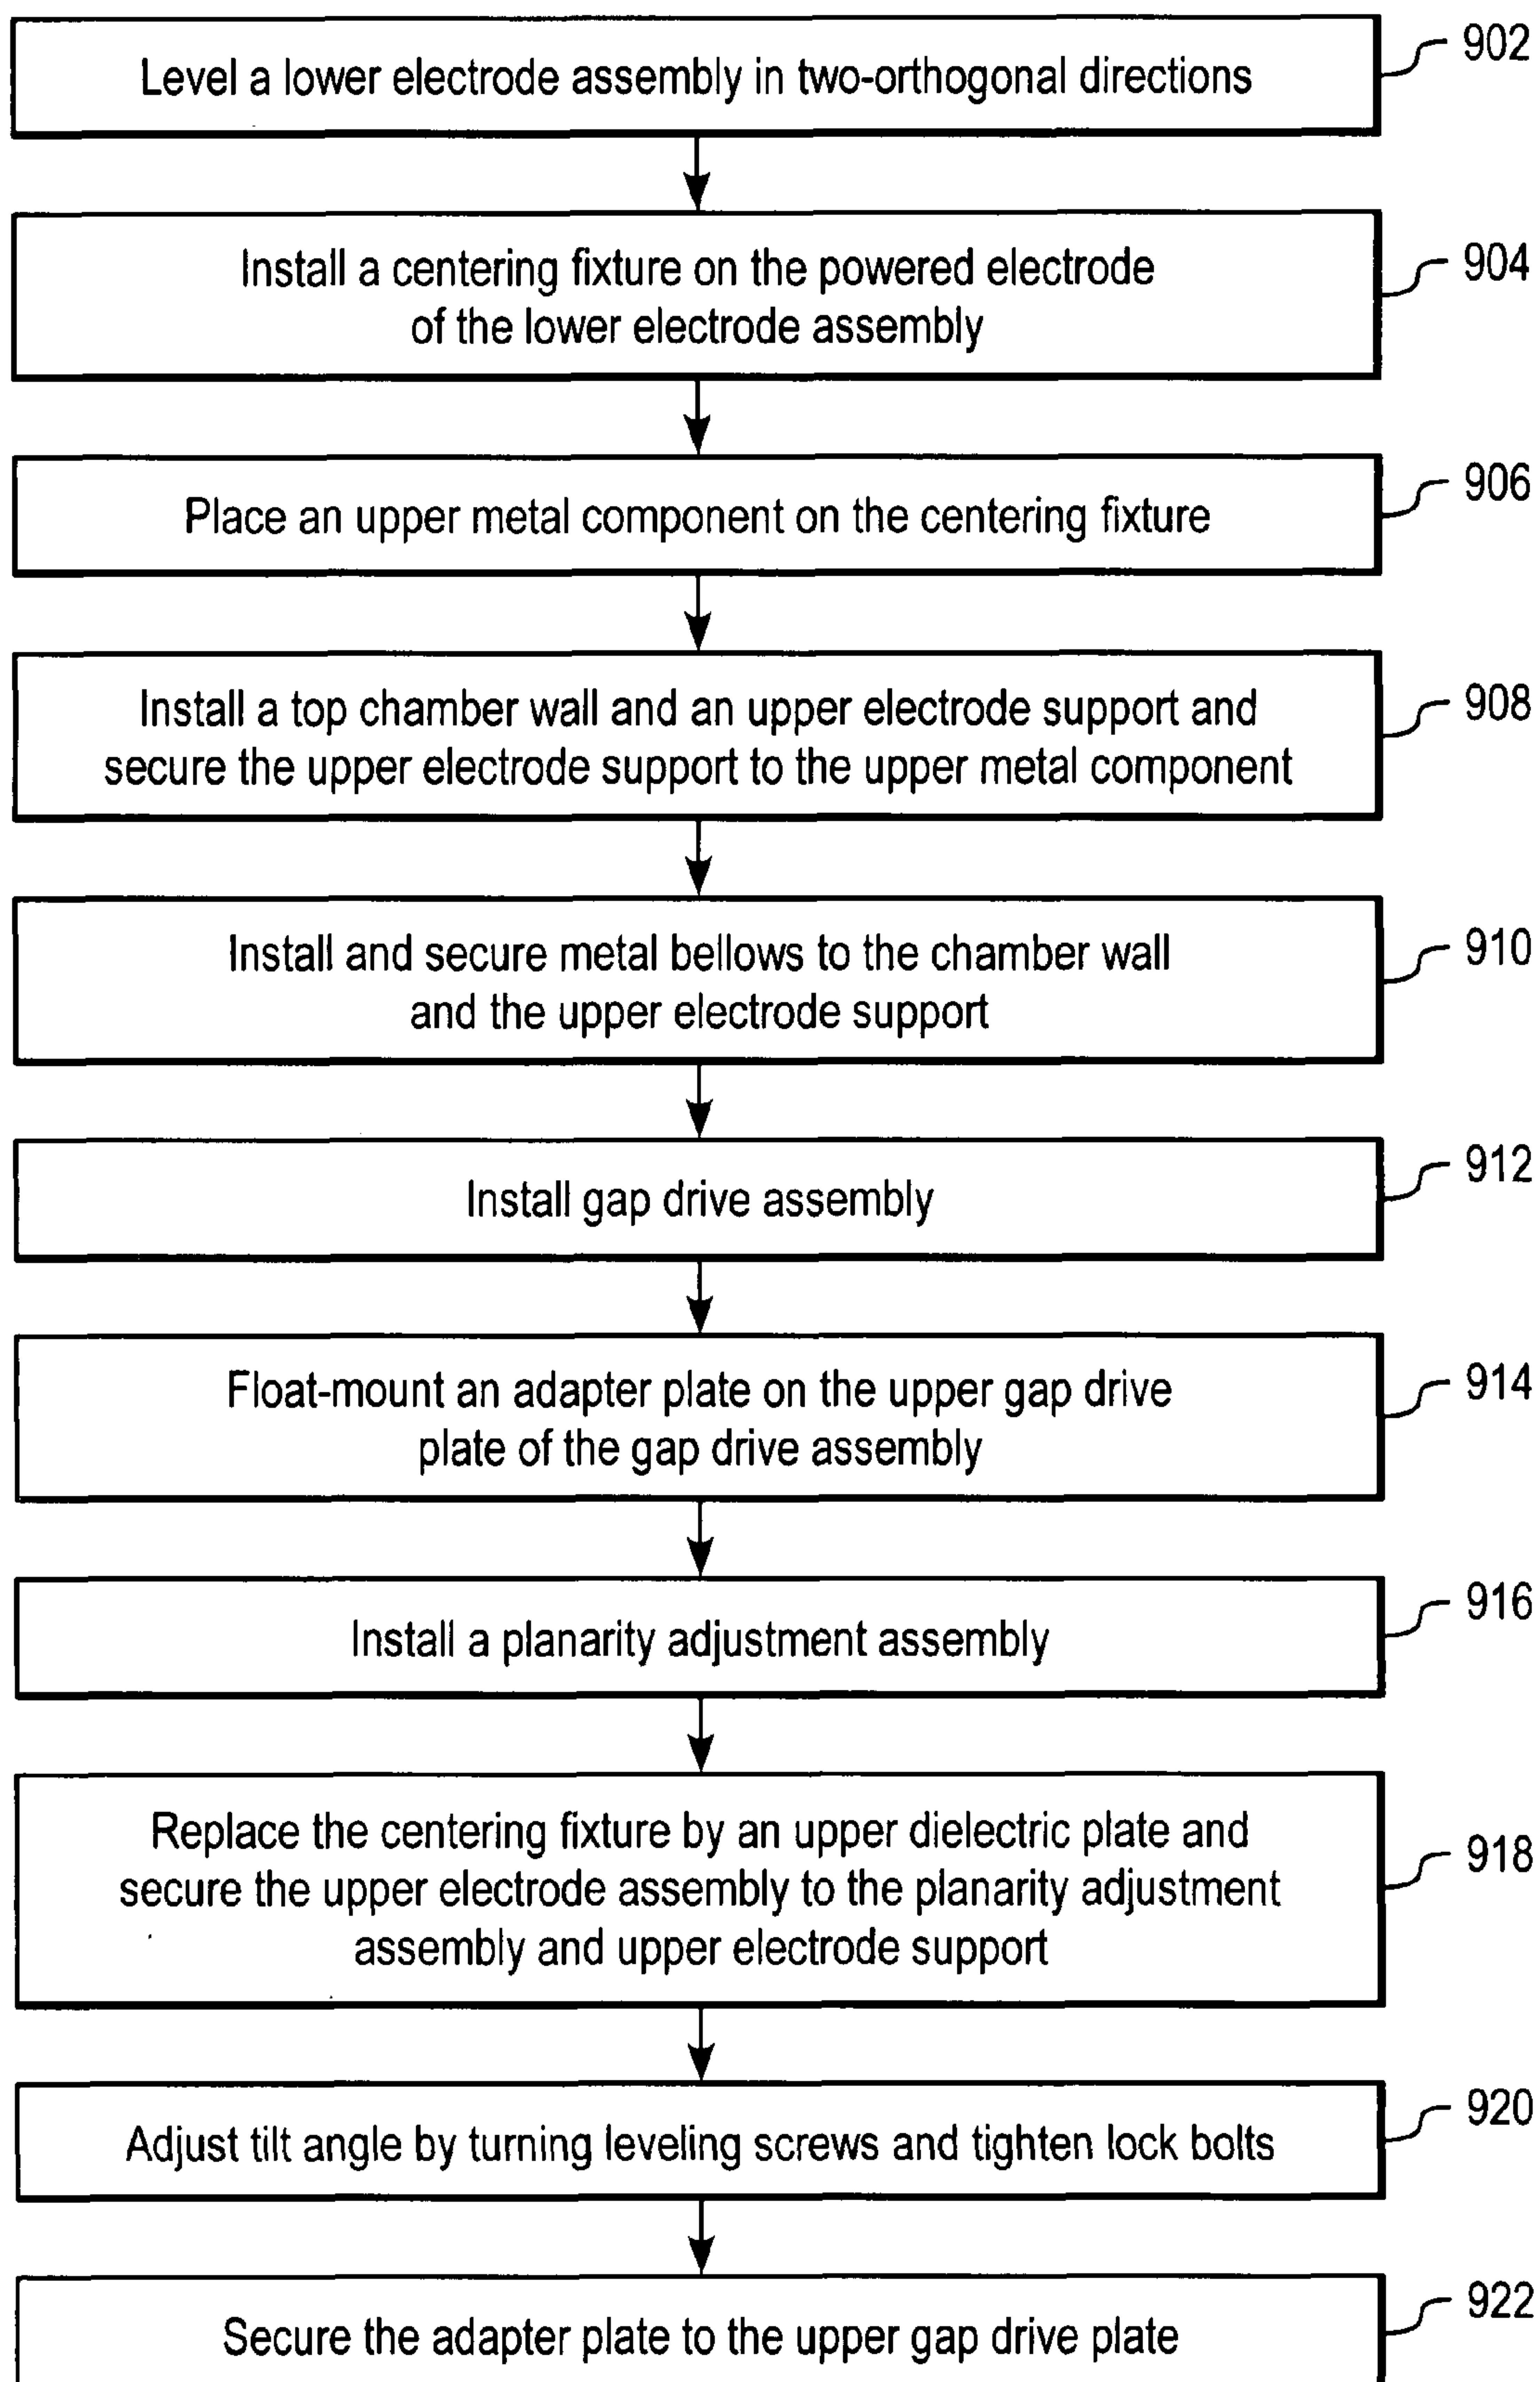 Level a lower electrode assembly in two-orthogonal directions
902
Install a centering fixture on the powered electrode
of the lower electrode assembly
904
Place an upper metal component on the centering fixture
906
Install a top chamber wall and an upper electrode support and
secure the upper electrode support to the upper metal component
908
Install and secure metal bellows to the chamber wall
and the upper electrode support
910
Install gap drive assembly
912
Float-mount an adapter plate on the upper gap drive
plate of the gap drive assembly
914
Install a planarity adjustment assembly
916
Replace the centering fixture by an upper dielectric plate and
secure the upper electrode assembly to the planarity adjustment
assembly and upper electrode support
918
Adjust tilt angle by turning leveling screws and tighten lock bolts
920
Secure the adapter plate to the upper gap drive plate
922